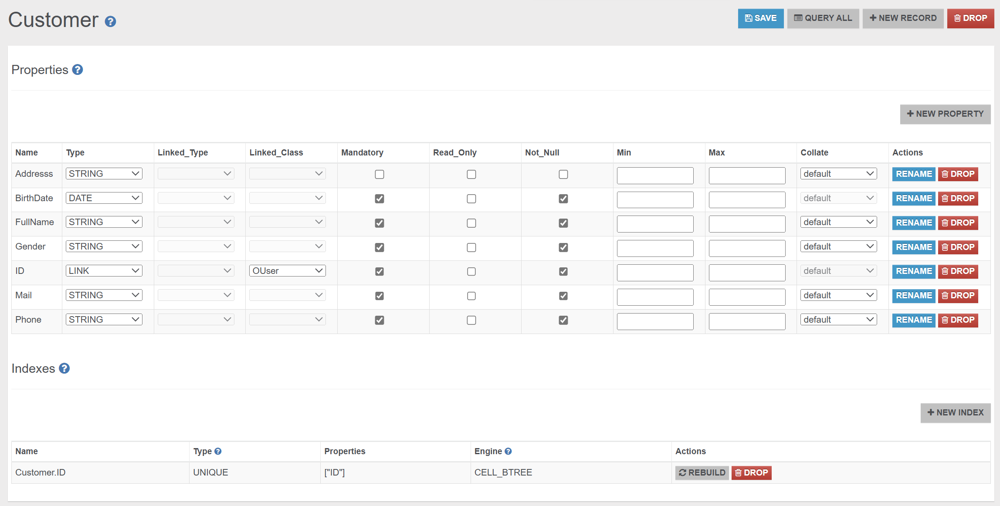 Customer
SAVE QUERY ALL NEW RECORD DROP
Properties
NEW PROPERTY
Name Type Linked_Type Linked_Class Mandatory Read_Only Not_Null Min Max Collate Actions
Addresss STRING default RENAME DROP
BirthDate DATE default RENAME DROP
FullName STRING default RENAME DROP
Gender STRING default RENAME DROP
ID LINK OUser default RENAME DROP
Mail STRING default RENAME DROP
Phone STRING default RENAME DROP
Indexes
NEW INDEX
Name Type Properties Engine Actions
Customer.ID UNIQUE ["ID"] CELL_BTREE REBUILD DROP